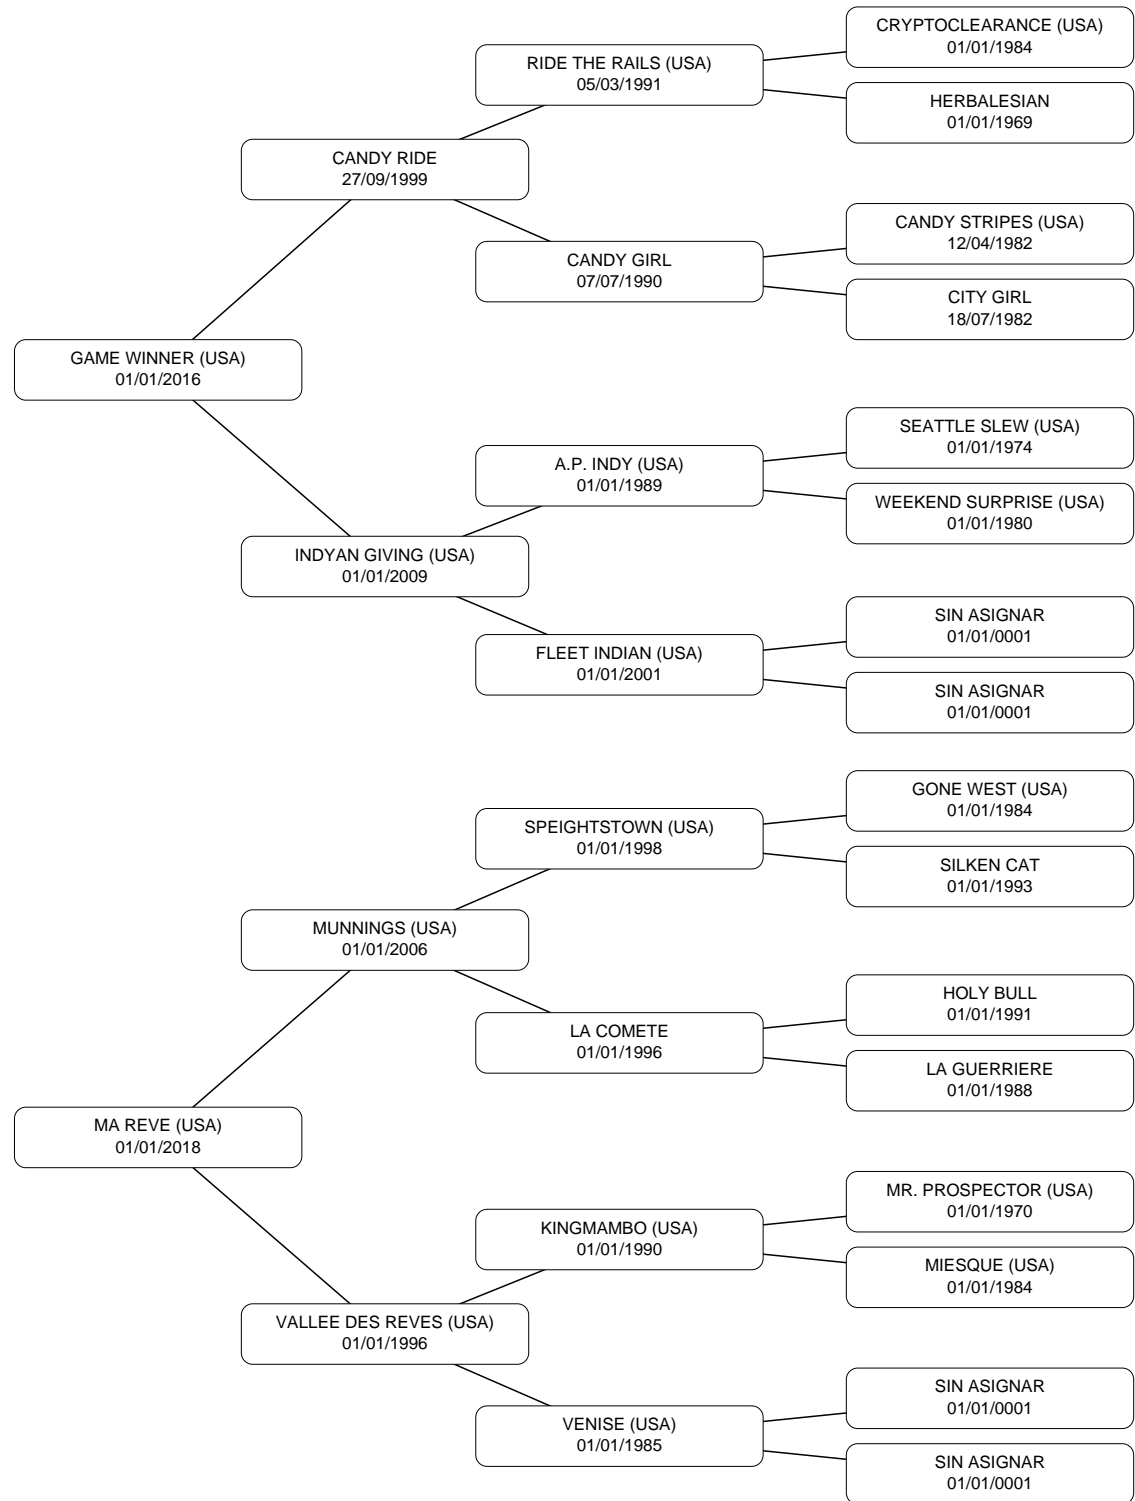 CRYPTOCLEARANCE (USA)
01/01/1984
RIDE THE RAILS (USA)
05/03/1991
HERBALESIAN
01/01/1969
CANDY RIDE
27/09/1999
CANDY STRIPES (USA)
12/04/1982
CANDY GIRL
07/07/1990
CITY GIRL
18/07/1982
GAME WINNER (USA)
01/01/2016
SEATTLE SLEW (USA)
01/01/1974
A.P. INDY (USA)
01/01/1989
WEEKEND SURPRISE (USA)
01/01/1980
INDYAN GIVING (USA)
01/01/2009
SIN ASIGNAR
01/01/0001
FLEET INDIAN (USA)
01/01/2001
SIN ASIGNAR
01/01/0001
GONE WEST (USA)
01/01/1984
SPEIGHTSTOWN (USA)
01/01/1998
SILKEN CAT
01/01/1993
MUNNINGS (USA)
01/01/2006
HOLY BULL
01/01/1991
LA COMETE
01/01/1996
LA GUERRIERE
01/01/1988
MA REVE (USA)
01/01/2018
MR. PROSPECTOR (USA)
01/01/1970
KINGMAMBO (USA)
01/01/1990
MIESQUE (USA)
01/01/1984
VALLEE DES REVES (USA)
01/01/1996
SIN ASIGNAR
01/01/0001
VENISE (USA)
01/01/1985
SIN ASIGNAR
01/01/0001